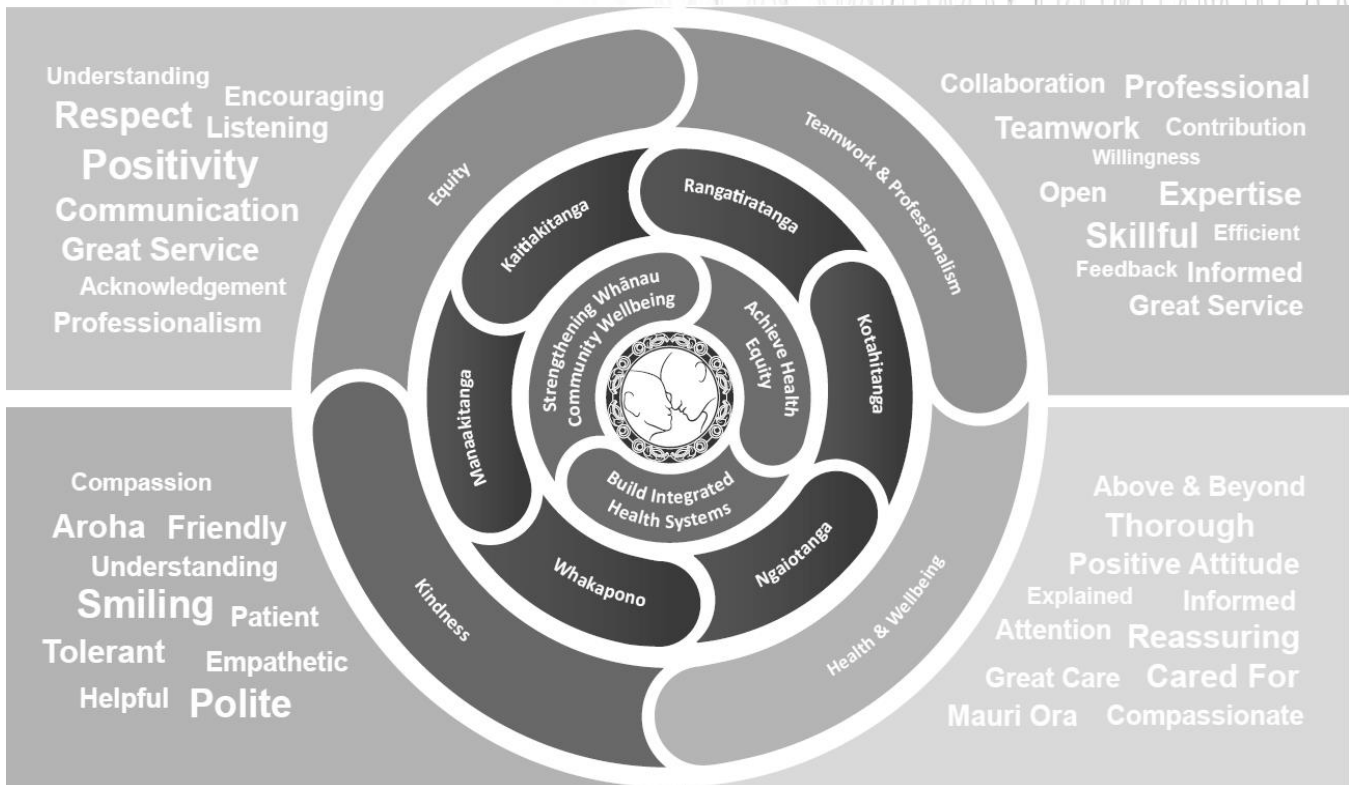 Understanding
Respect Encouraging
Listening
Positivity
Communication
Great Service
Acknowledgement
Professionalism
Collaboration Professional
Teamwork Contribution
Willingness
Open Expertise
Skillful Efficient
Feedback Informed
Great Service
Equity
Teamwork & Professionalism
Kaitiakitanga
Rangatiratanga
Manaakitanga
Kotahitanga
Whakapono
Ngaiotanga
Strengthening Whānau
Community Wellbeing
Achieve Health
Equity
Build Integrated
Health Systems
Kindness
Health & Wellbeing
Compassion
Aroha Friendly
Understanding
Smiling Patient
Tolerant Empathetic
Helpful Polite
Above & Beyond
Thorough
Positive Attitude
Explained Informed
Attention Reassuring
Great Care Cared For
Mauri Ora Compassionate